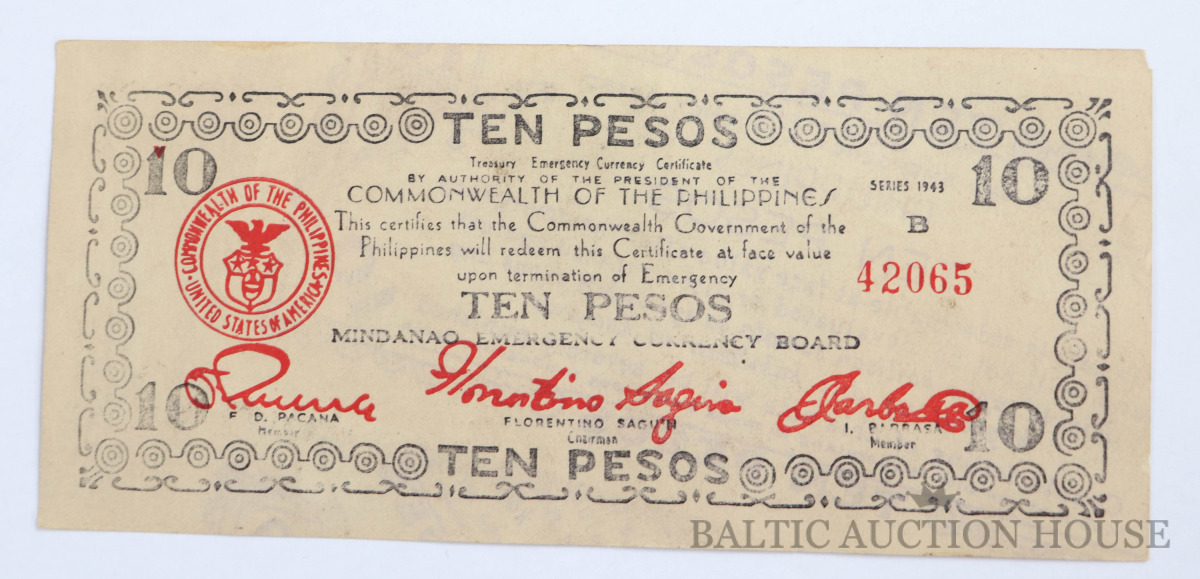 TEN PESOS
10
10
Treasury Emergency Currency Certificate
BY AUTHORITY OF THE PRESIDENT OF THE
COMMONWEALTH OF THE PHILIPPINES
SERIES 1943
B
COMMONWEALTH OF THE PHILIPPINES
UNITED STATES OF AMERICA
This certifies that the Commonwealth Government of the
Philippines will redeem this Certificate at face value
upon termination of Emergency
42065
TEN PESOS
MINDANAO EMERGENCY CURRENCY BOARD
Florentino Saguin
F. D. PACANA
Member
FLORENTINO SAGUIN
Chairman
I. BARRASA
Member
10
10
TEN PESOS
BALTIC AUCTION HOUSE